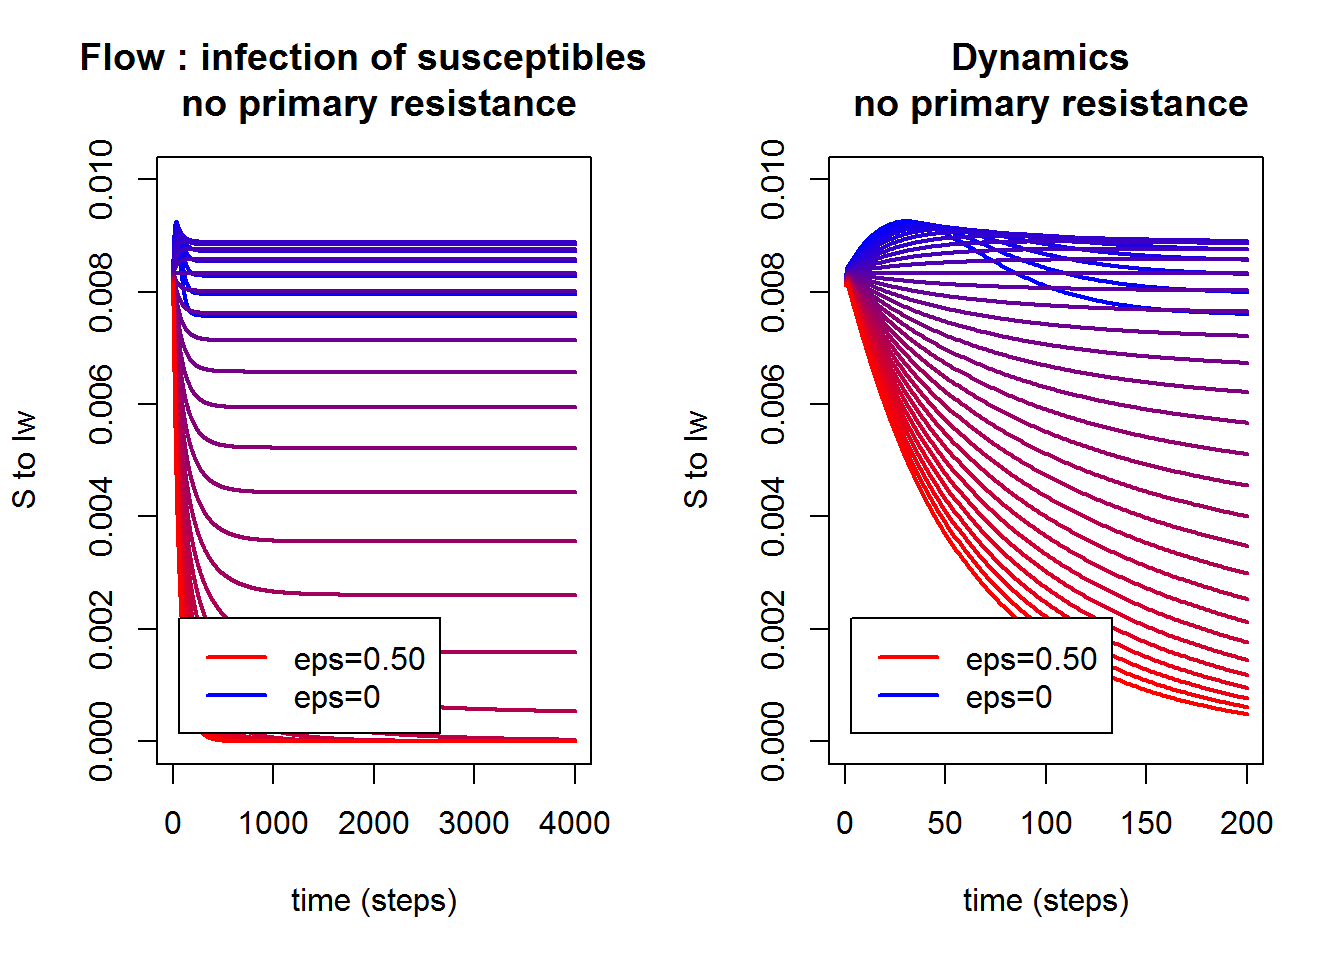 Flow : infection of susceptibles
no primary resistance
S to Iw
0.010
0.008
0.006
0.004
0.002
0.000
eps=0.50
eps=0
0 1000 2000 3000 4000
time (steps)
Dynamics
no primary resistance
S to Iw
0.010
0.008
0.006
0.004
0.002
0.000
eps=0.50
eps=0
0 50 100 150 200
time (steps)